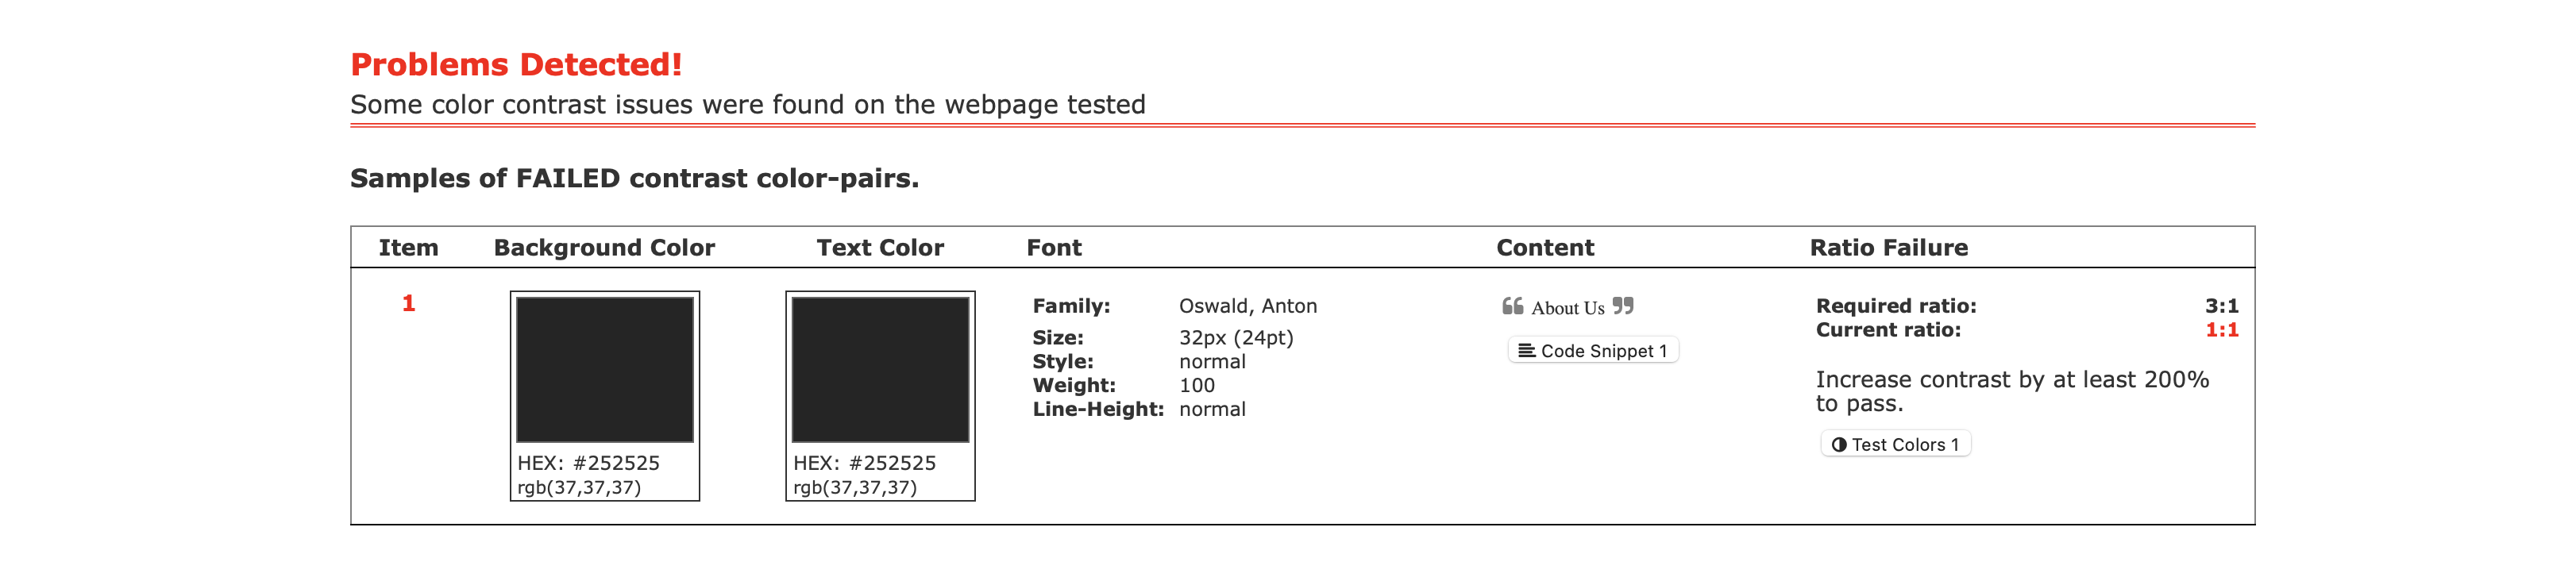 Problems Detected!
Some color contrast issues were found on the webpage tested
Samples of FAILED contrast color-pairs.
Item Background Color Text Color Font Content Ratio Failure
1
HEX: #252525
rgb(37,37,37)
HEX: #252525
rgb(37,37,37)
Family: Oswald, Anton
Size: 32px (24pt)
Style: normal
Weight: 100
Line-Height: normal
❝ About Us ❞
Code Snippet 1
Required ratio: 3:1
Current ratio: 1:1
Increase contrast by at least 200%
to pass.
Test Colors 1